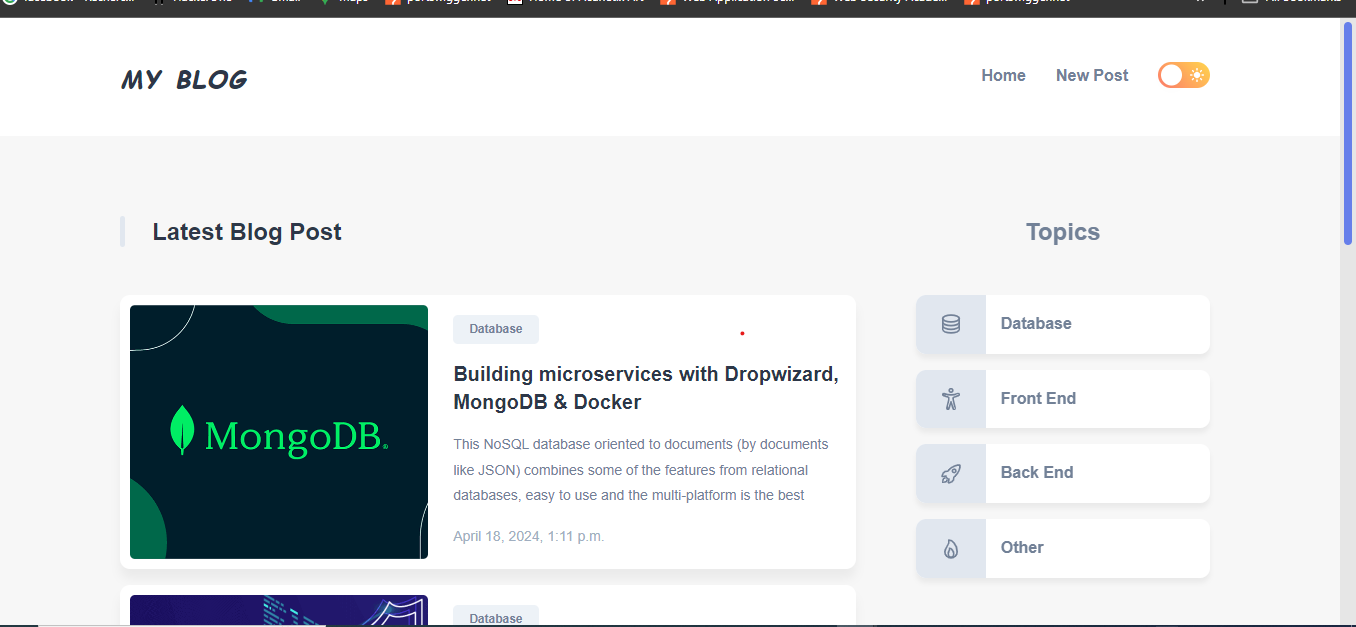 MY BLOG
Home
New Post
Latest Blog Post
Topics
MongoDB®
Database
Building microservices with Dropwizard,
MongoDB & Docker
This NoSQL database oriented to documents (by documents
like JSON) combines some of the features from relational
databases, easy to use and the multi-platform is the best
April 18, 2024, 1:11 p.m.
Database
Database
Front End
Back End
Other